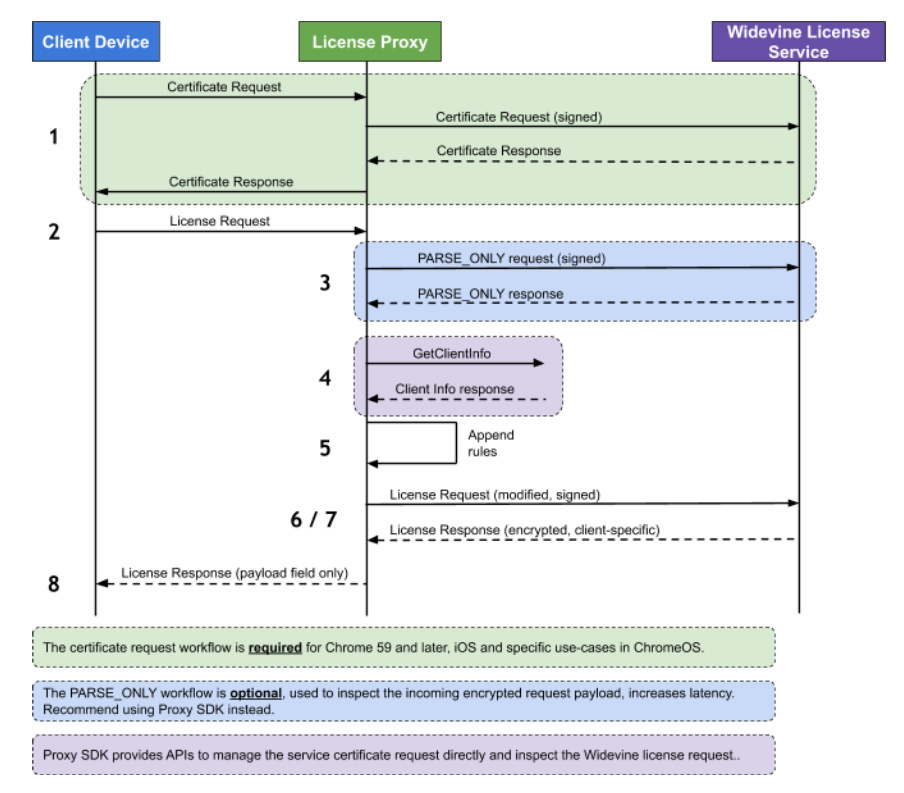 Client Device
License Proxy
Widevine License
Service
Certificate Request
Certificate Request (signed)
1
Certificate Response
Certificate Response
2
License Request
PARSE_ONLY request (signed)
3
PARSE_ONLY response
GetClientInfo
4
Client Info response
5
Append
rules
License Request (modified, signed)
6 / 7
License Response (encrypted, client-specific)
8
License Response (payload field only)
The certificate request workflow is required for Chrome 59 and later, iOS and specific use-cases in ChromeOS.
The PARSE_ONLY workflow is optional, used to inspect the incoming encrypted request payload, increases latency.
Recommend using Proxy SDK instead.
Proxy SDK provides APIs to manage the service certificate request directly and inspect the Widevine license request..